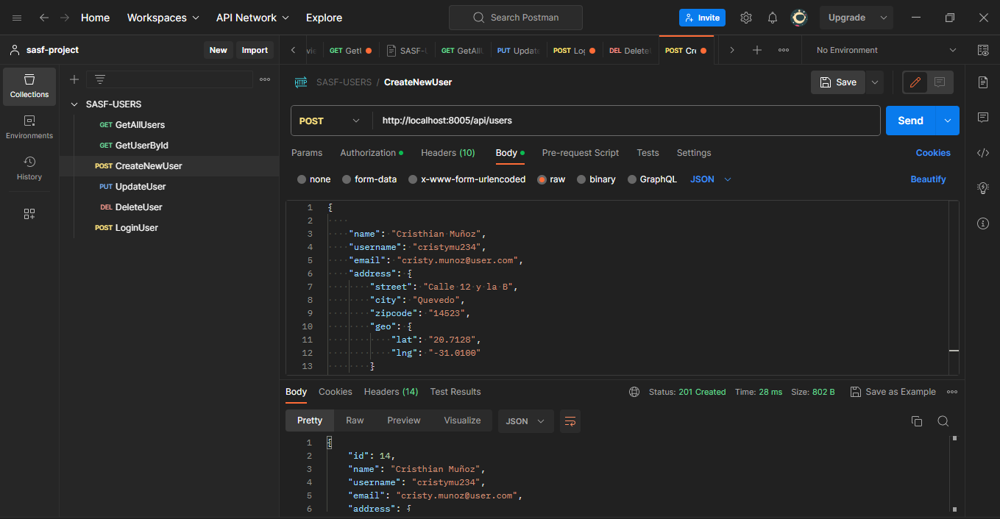 Home Workspaces API Network Explore Search Postman Invite Upgrade
sasf-project New Import GET Get SASF- GET GetAll PUT Update POST Lo DEL Delete POST Cre No Environment
Collections
Environments
History
SASF-USERS
GET GetAllUsers
GET GetUserById
POST CreateNewUser
PUT UpdateUser
DEL DeleteUser
POST LoginUser
HTTP SASF-USERS / CreateNewUser Save
POST http://localhost:8005/api/users Send
Params Authorization Headers (10) Body Pre-request Script Tests Settings Cookies
none form-data x-www-form-urlencoded raw binary GraphQL JSON Beautify
1 {
2
3 "name": "Cristhian Muñoz",
4 "username": "cristymu234",
5 "email": "cristy.munoz@user.com",
6 "address": {
7 "street": "Calle 12 y la B",
8 "city": "Quevedo",
9 "zipcode": "14523",
10 "geo": {
11 "lat": "20.7128",
12 "lng": "-31.0100"
13 }
Body Cookies Headers (14) Test Results Status: 201 Created Time: 28 ms Size: 802 B Save as Example
Pretty Raw Preview Visualize JSON
1 {
2 "id": 14,
3 "name": "Cristhian Muñoz",
4 "username": "cristymu234",
5 "email": "cristy.munoz@user.com",
6 "address": {